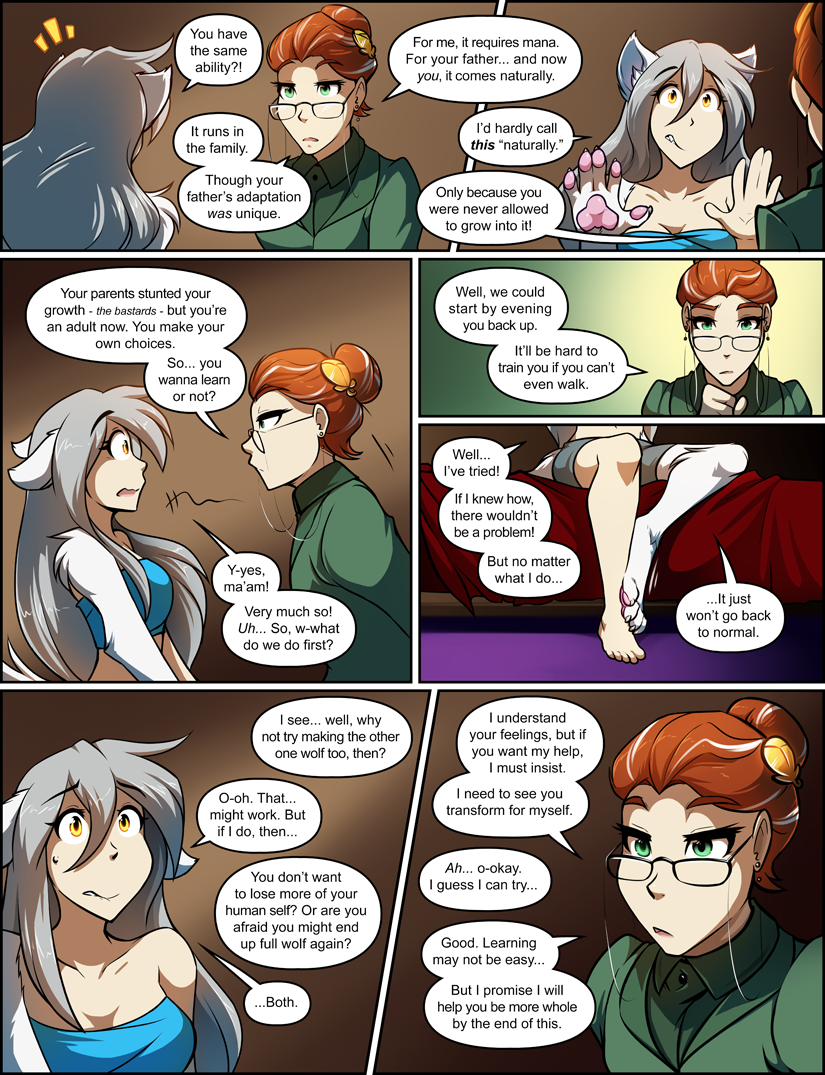 You have
the same
ability?!
It runs in
the family.
Though your
father's adaptation
was unique.
For me, it requires mana.
For your father... and now
you, it comes naturally.
I'd hardly call
this “naturally.”
Only because you
were never allowed
to grow into it!
Your parents stunted your
growth - the bastards - but you're
an adult now. You make your
own choices.
So... you
wanna learn
or not?
Y-yes,
ma'am!
Very much so!
Uh... So, w-what
do we do first?
Well, we could
start by evening
you back up.
It'll be hard to
train you if you can't
even walk.
Well...
I've tried!
If I knew how,
there wouldn't
be a problem!
But no matter
what I do...
...It just
won't go back
to normal.
I see... well, why
not try making the other
one wolf too, then?
O-oh. That...
might work. But
if I do, then...
You don't want
to lose more of your
human self? Or are you
afraid you might end
up full wolf again?
...Both.
I understand
your feelings, but if
you want my help,
I must insist.
I need to see you
transform for myself.
Ah... o-okay.
I guess I can try...
Good. Learning
may not be easy...
But I promise I will
help you be more whole
by the end of this.